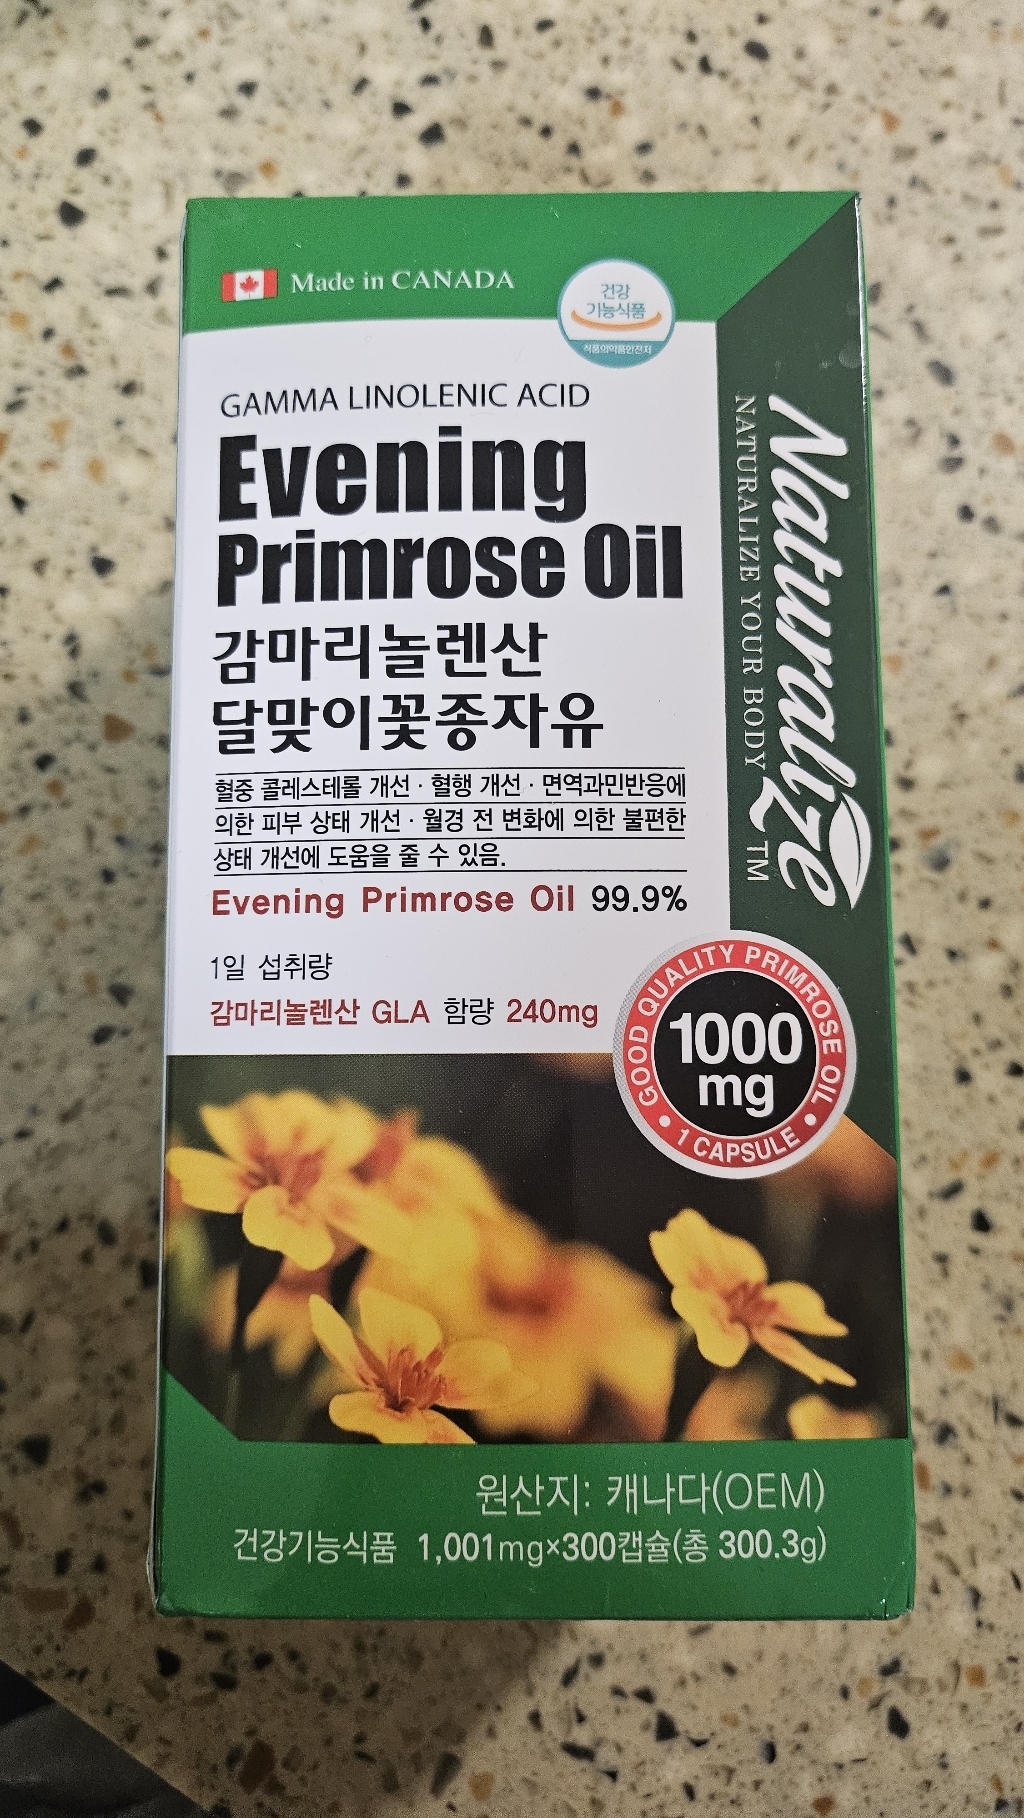 Made in CANADA
건강
기능식품
식품의약품안전처
GAMMA LINOLENIC ACID
Evening
Primrose Oil
감마리놀렌산
달맞이꽃종자유
혈중 콜레스테롤 개선 · 혈행 개선 · 면역과민반응에
의한 피부 상태 개선 · 월경 전 변화에 의한 불편한
상태 개선에 도움을 줄 수 있음.
Evening Primrose Oil 99.9%
1일 섭취량
감마리놀렌산 GLA 함량 240mg
Naturalize
NATURALIZE YOUR BODY TM
GOOD QUALITY PRIMROSE OIL
1000
mg
• 1 CAPSULE •
원산지: 캐나다(OEM)
건강기능식품 1,001mg×300캡슐(총 300.3g)